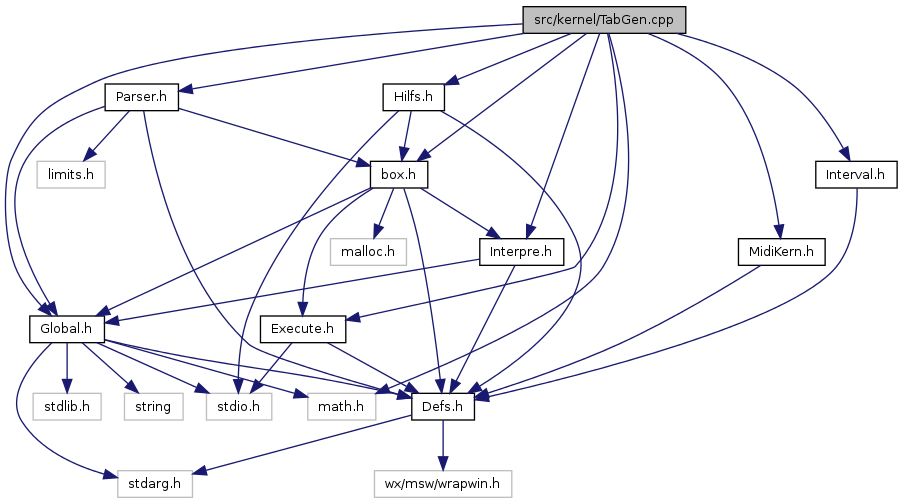 src/kernel/TabGen.cpp
Parser.h
Hilfs.h
limits.h
box.h
Interval.h
malloc.h
Interpre.h
MidiKern.h
Global.h
Execute.h
stdlib.h
string
stdio.h
math.h
Defs.h
stdarg.h
wx/msw/wrapwin.h